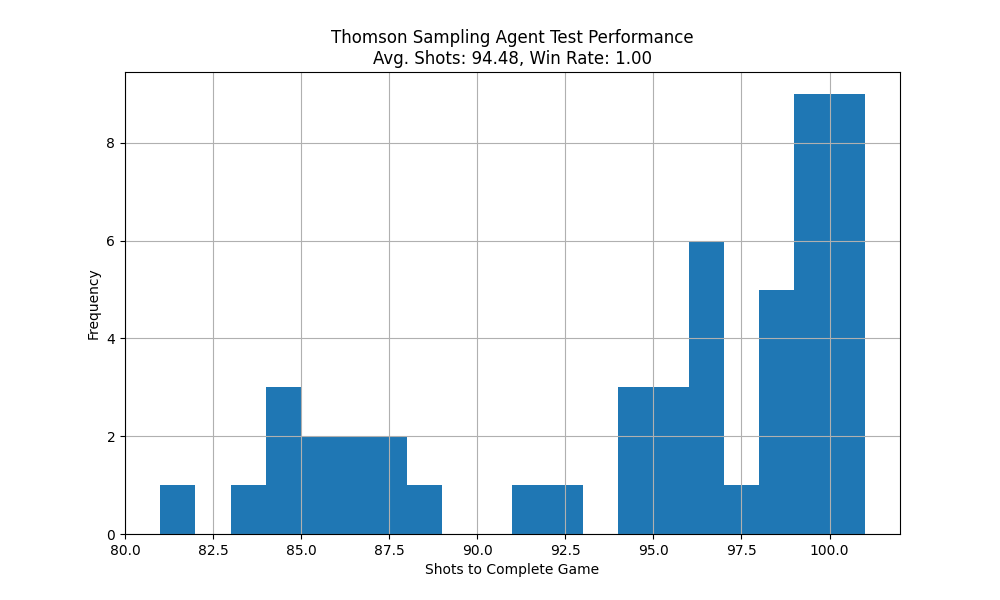 Thomson Sampling Agent Test Performance
Avg. Shots: 94.48, Win Rate: 1.00
8
6
4
2
0
Frequency
80.0 82.5 85.0 87.5 90.0 92.5 95.0 97.5 100.0
Shots to Complete Game